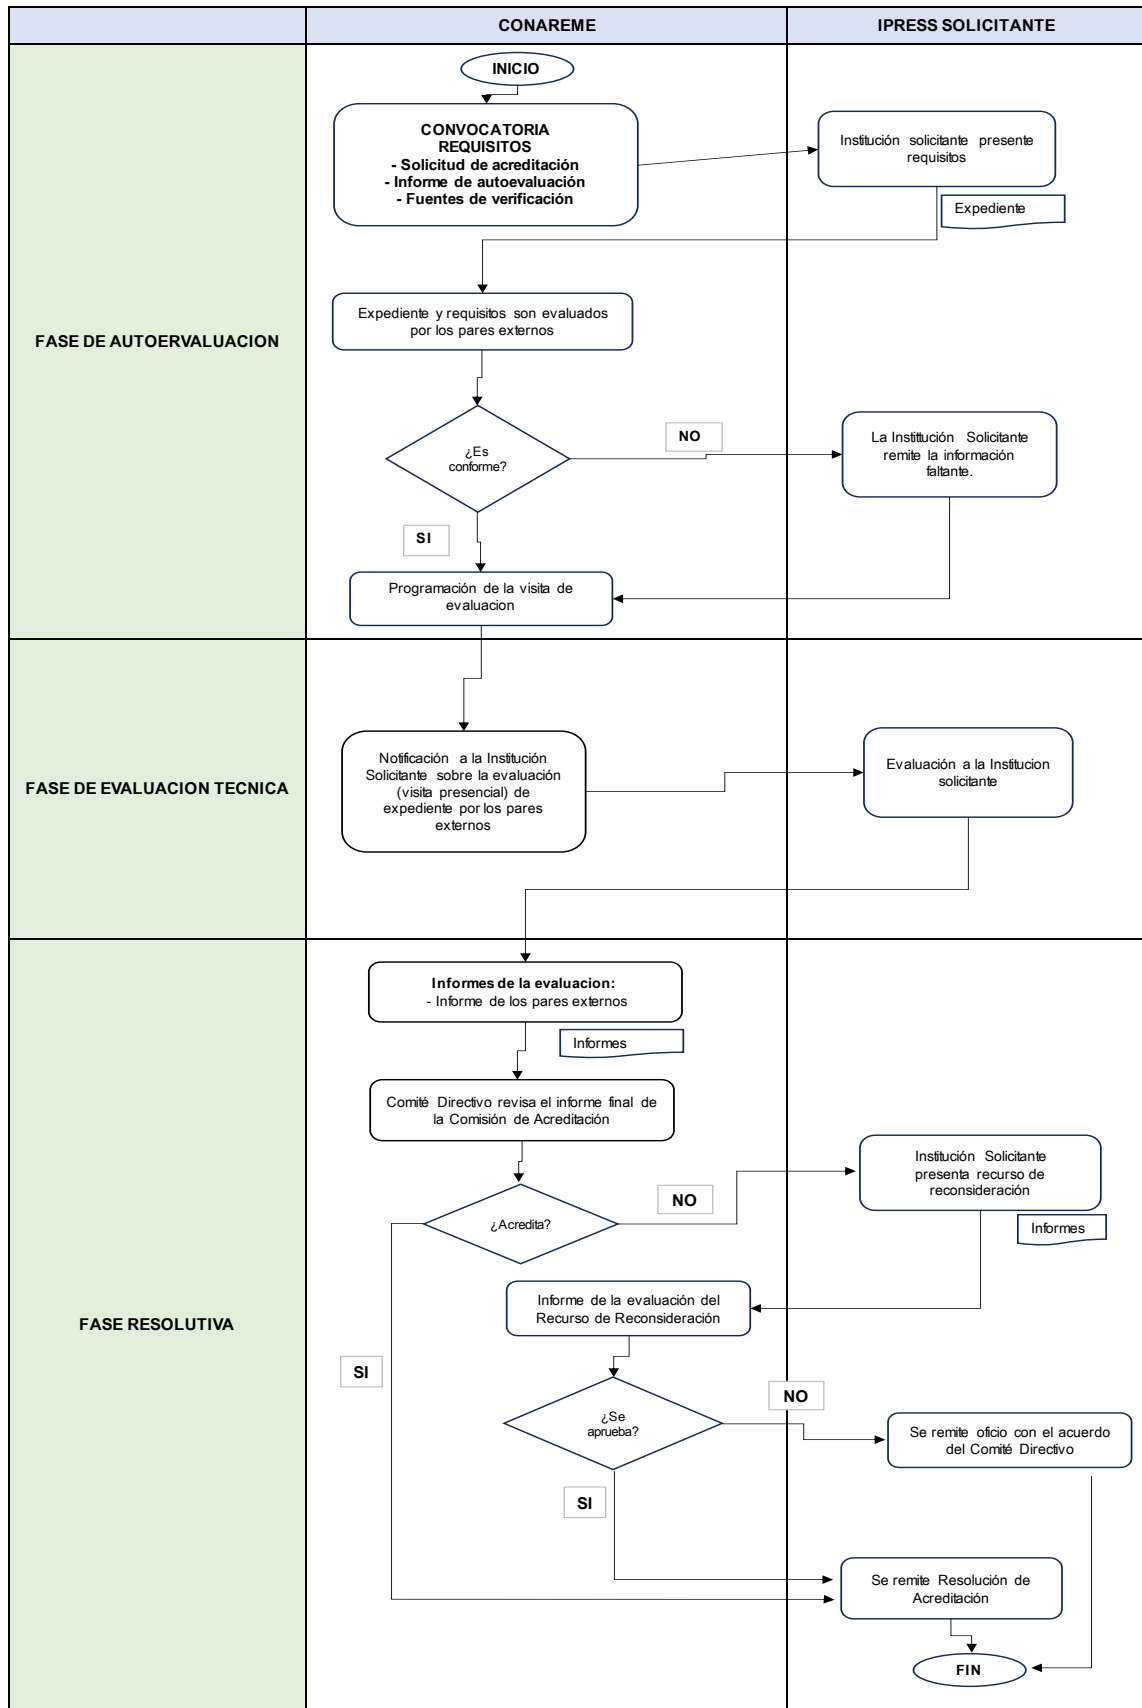 CONAREME
IPRESS SOLICITANTE
FASE DE AUTOERVALUACION
INICIO
CONVOCATORIA
REQUISITOS
- Solicitud de acreditación
- Informe de autoevaluación
- Fuentes de verificación
Institución solicitante presente
requisitos
Expediente
Expediente y requisitos son evaluados
por los pares externos
¿Es
conforme?
NO
La Instittución Solicitante
remite la información
faltante.
SI
Programación de la visita de
evaluacion
FASE DE EVALUACION TECNICA
Notificación a la Institución
Solicitante sobre la evaluación
(visita presencial) de
expediente por los pares
externos
Evaluación a la Institucion
solicitante
FASE RESOLUTIVA
Informes de la evaluacion:
- Informe de los pares externos
Informes
Comité Directivo revisa el informe final de
la Comisión de Acreditación
¿Acredita?
NO
Institución Solicitante
presenta recurso de
reconsideración
Informes
Informe de la evaluación del
Recurso de Reconsideración
SI
¿Se
aprueba?
NO
Se remite oficio con el acuerdo
del Comité Directivo
SI
Se remite Resolución de
Acreditación
FIN